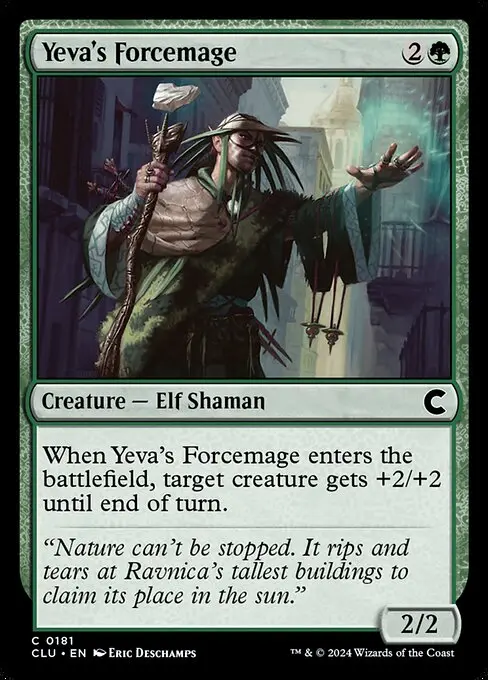 Yeva's Forcemage 2
Creature — Elf Shaman
When Yeva's Forcemage enters the
battlefield, target creature gets +2/+2
until end of turn.
“Nature can't be stopped. It rips and
tears at Ravnica's tallest buildings to
claim its place in the sun.”
2/2
C 0181
CLU • EN Eric Deschamps
™ & © 2024 Wizards of the Coast